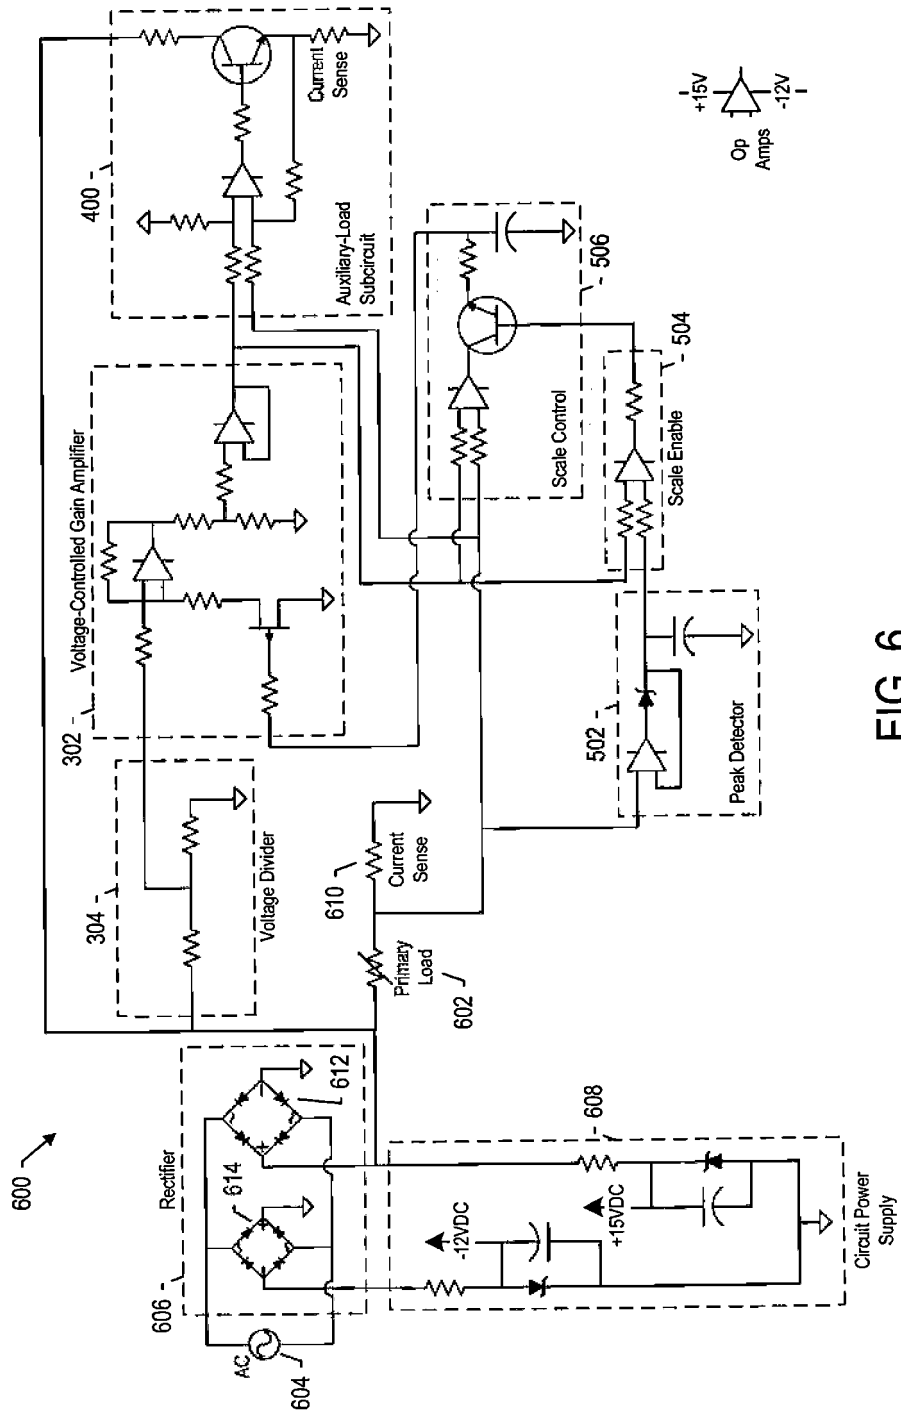 600
AC
604
606
Rectifier
614
612
608
-12VDC
+15VDC
Circuit Power
Supply
304
Voltage Divider
Primary
Load
602
610
Current
Sense
302
Voltage-Controlled Gain Amplifier
502
Peak Detector
504
Scale Enable
506
Scale Control
400
Auxiliary-Load
Subcircuit
Current
Sense
Op
Amps
+15V
-12V
FIG. 6